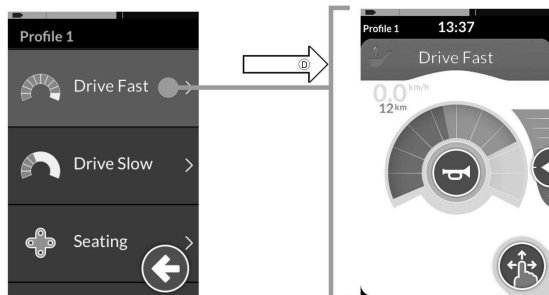 Profile 1
Drive Fast
Drive Slow
Seating
D
Profile 1 13:37
Drive Fast
0.0 km/h
12 km